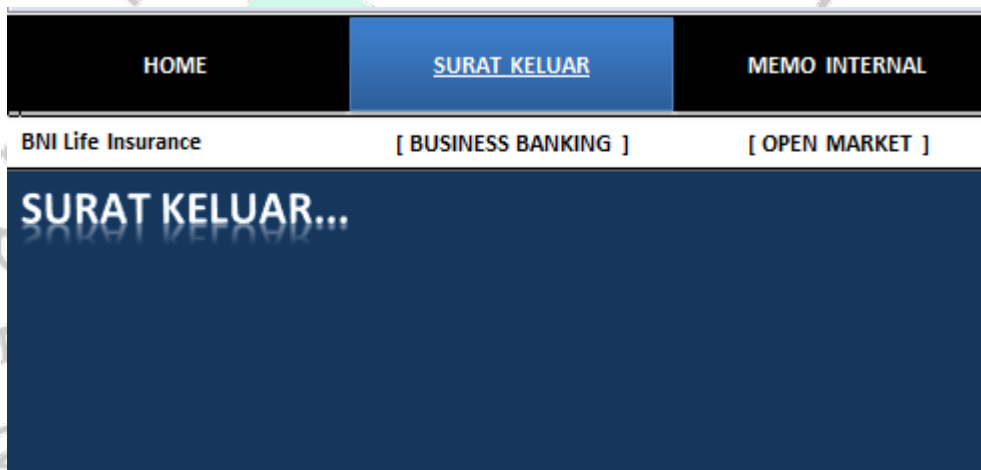 HOME SURAT KELUAR MEMO INTERNAL
BNI Life Insurance [ BUSINESS BANKING ] [ OPEN MARKET ]
SURAT KELUAR...